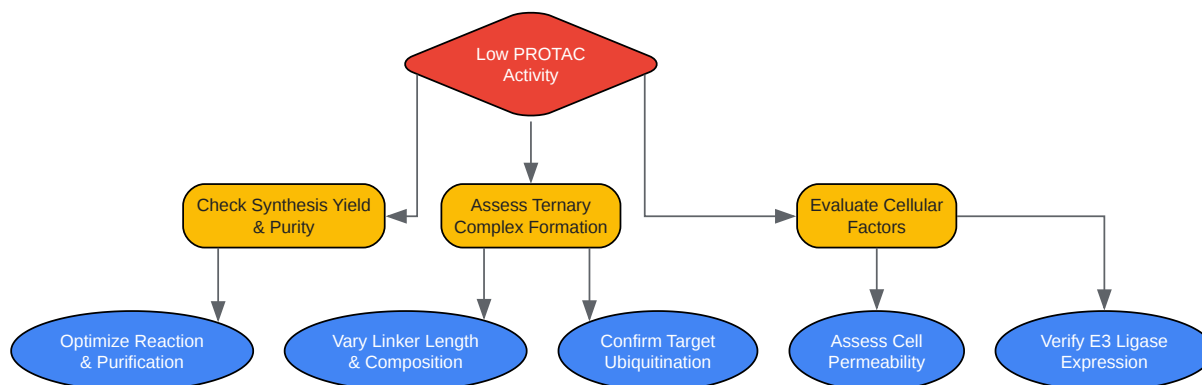 Low PROTAC
Activity
Check Synthesis Yield
& Purity
Assess Ternary
Complex Formation
Evaluate Cellular
Factors
Optimize Reaction
& Purification
Vary Linker Length
& Composition
Confirm Target
Ubiquitination
Assess Cell
Permeability
Verify E3 Ligase
Expression